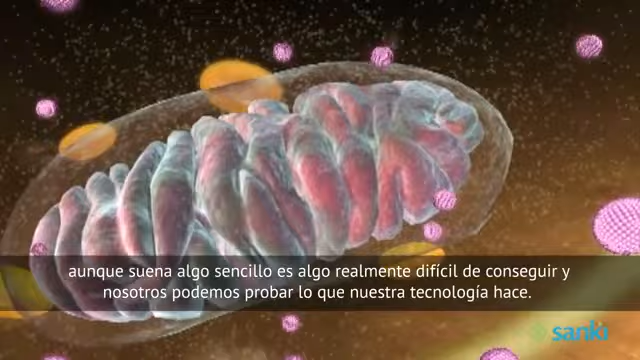 aunque suena algo sencillo es algo realmente difícil de conseguir y
nosotros podemos probar lo que nuestra tecnología hace.
sanki